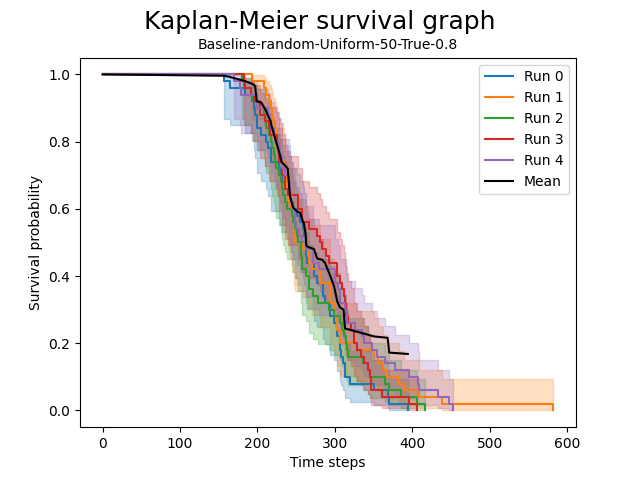 Kaplan-Meier survival graph
Baseline-random-Uniform-50-True-0.8
Survival probability
1.0
0.8
0.6
0.4
0.2
0.0
Run 0
Run 1
Run 2
Run 3
Run 4
Mean
0 100 200 300 400 500 600
Time steps